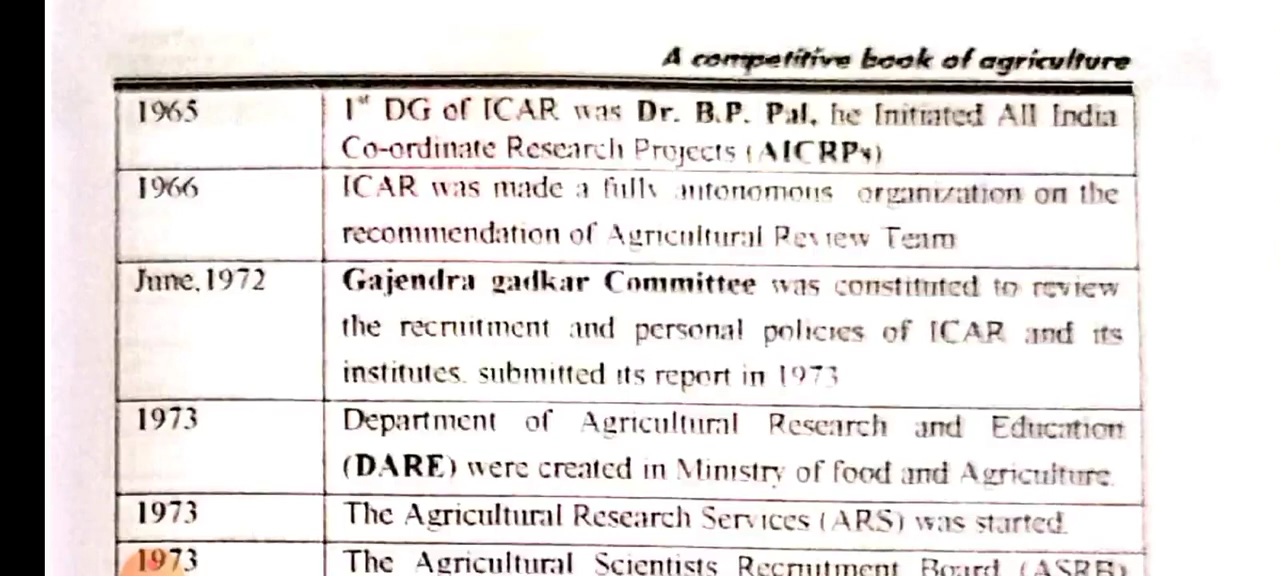 A competitive book of agriculture
1965 1st DG of ICAR was Dr. B.P. Pal, he Initiated All India
Co-ordinate Research Projects (AICRPs)
1966 ICAR was made a fully autonomous organization on the
recommendation of Agricultural Review Team
June, 1972 Gajendra gadkar Committee was constituted to review
the recruitment and personal policies of ICAR and its
institutes. submitted its report in 1973
1973 Department of Agricultural Research and Education
(DARE) were created in Ministry of food and Agriculture.
1973 The Agricultural Research Services (ARS) was started.
1973 The Agricultural Scientists Recruitment Board (ASRB)